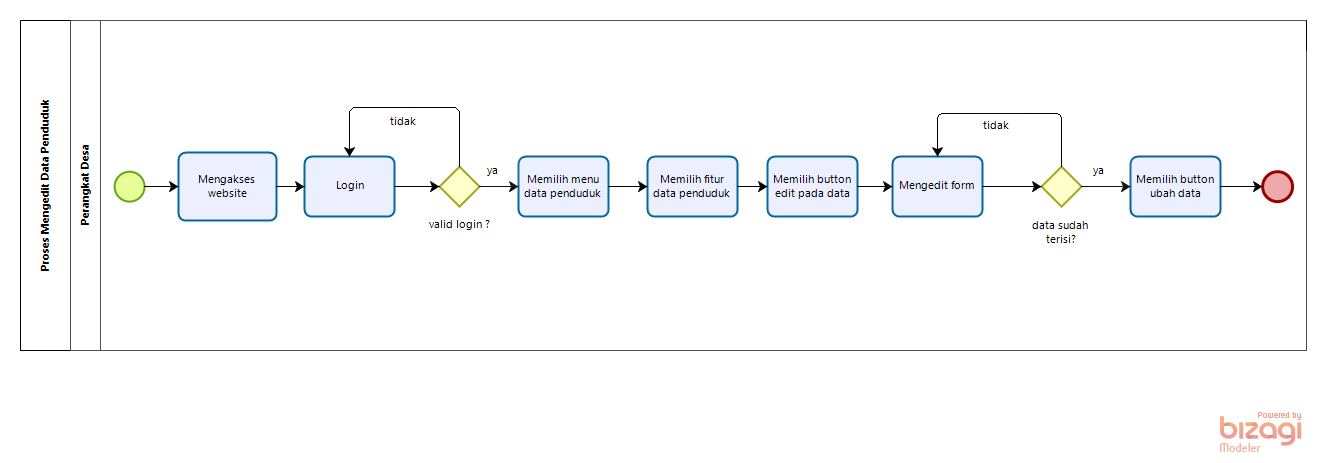 Proses Mengedit Data Penduduk
Perangkat Desa
Mengakses
website
Login
tidak
valid login ?
ya
Memilih menu
data penduduk
Memilih fitur
data penduduk
Memilih button
edit pada data
Mengedit form
tidak
data sudah
terisi?
ya
Memilih button
ubah data
Powered by
bizagi
Modeler